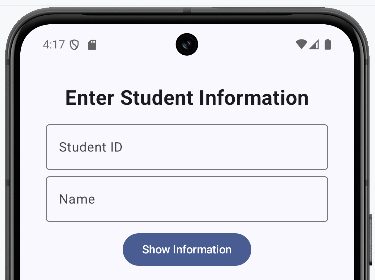 4:17
Enter Student Information
Student ID
Name
Show Information